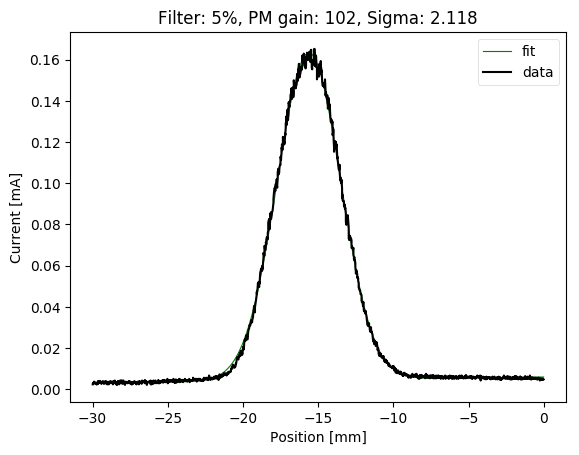 Filter: 5%, PM gain: 102, Sigma: 2.118
fit
data
0.16
0.14
0.12
0.10
0.08
0.06
0.04
0.02
0.00
Current [mA]
−30 −25 −20 −15 −10 −5 0
Position [mm]